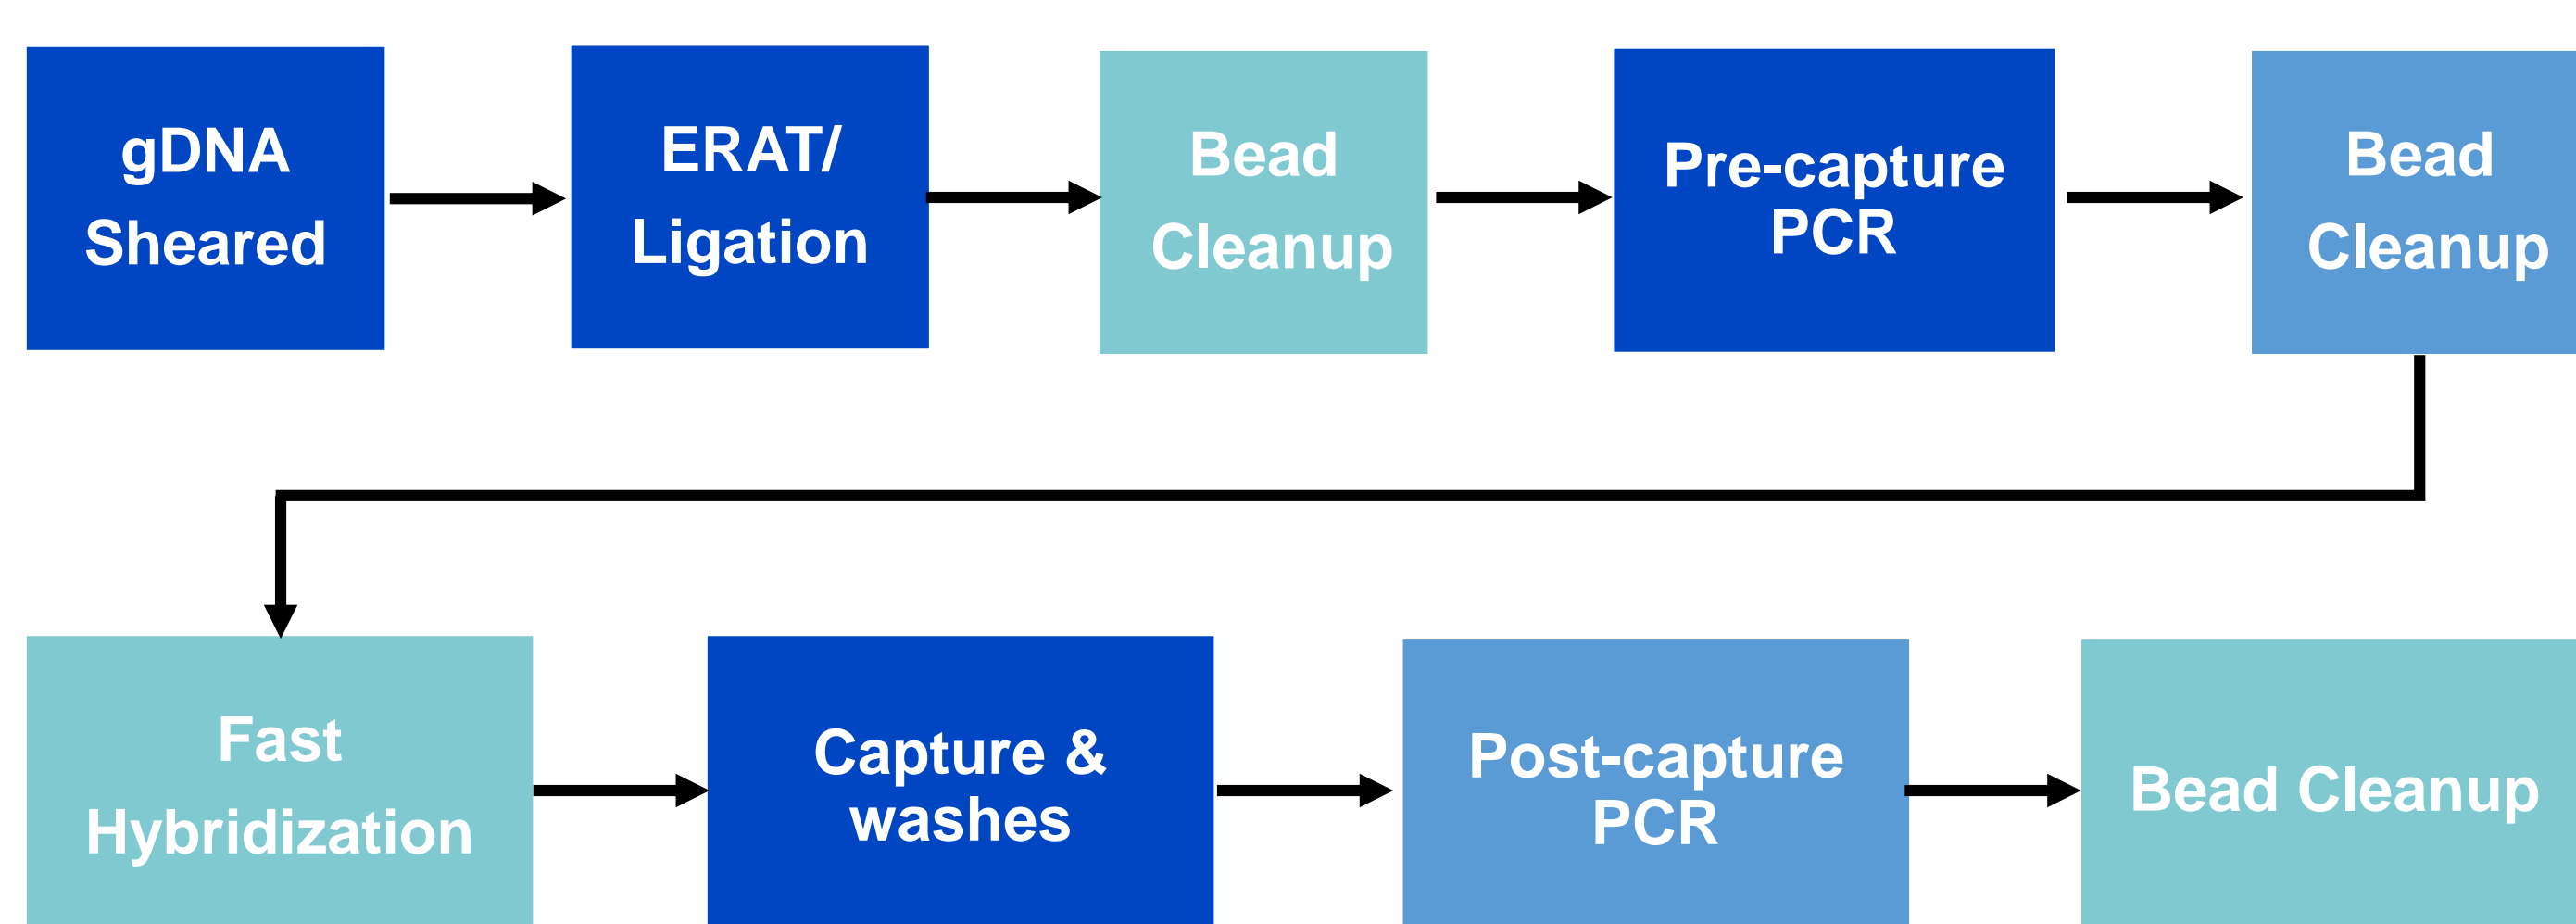 gDNA
Sheared
ERAT/
Ligation
Bead
Cleanup
Pre-capture
PCR
Bead
Cleanup
Fast
Hybridization
Capture &
washes
Post-capture
PCR
Bead Cleanup